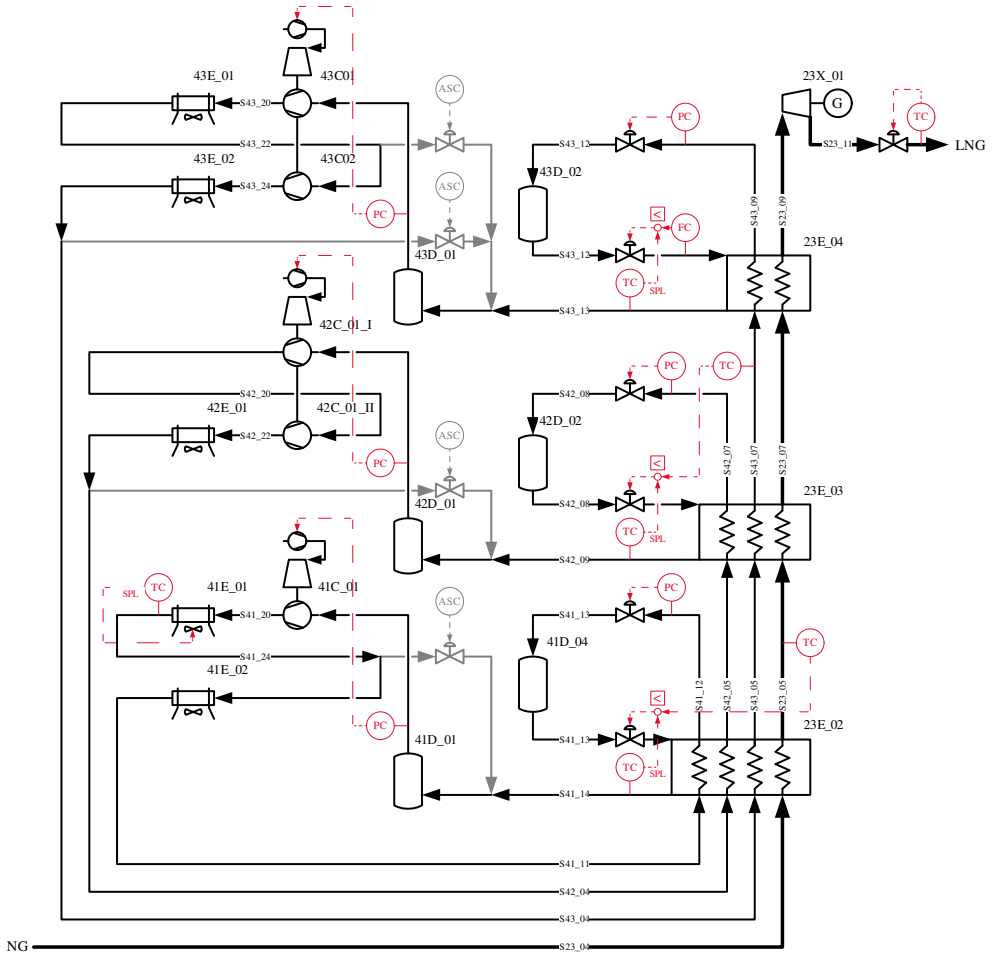 43E_01
43C01
ASC
23X_01
S43_20
PC
G
TC
S43_22
43E_02
43C02
S43_12
S23_11
LNG
43D_02
S43_24
ASC
PC
S43_09
S23_09
<
FC
43D_01
S43_12
23E_04
TC
SPL
S43_13
42C_01_I
PC
TC
S42_20
S42_08
42E_01
42C_01_II
42D_02
S42_22
ASC
PC
S42_07
S43_07
S23_07
<
42D_01
S42_08
23E_03
TC
SPL
S42_09
SPL
TC
41E_01
41C_01
ASC
PC
S41_20
S41_13
41D_04
TC
S41_24
41E_02
S41_12
S42_05
S43_05
S23_05
<
PC
41D_01
S41_13
23E_02
TC
SPL
S41_14
S41_11
S42_04
S43_04
NG
S23_04